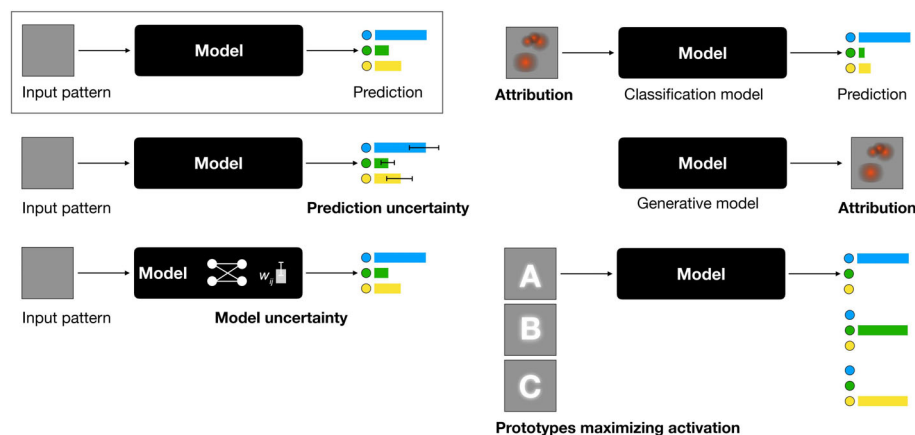 Model
Input pattern
Prediction
Model
Input pattern
Prediction uncertainty
Model
w ij
Input pattern
Model uncertainty
Model
Attribution
Classification model
Prediction
Model
Generative model
Attribution
A
Model
B
C
Prototypes maximizing activation